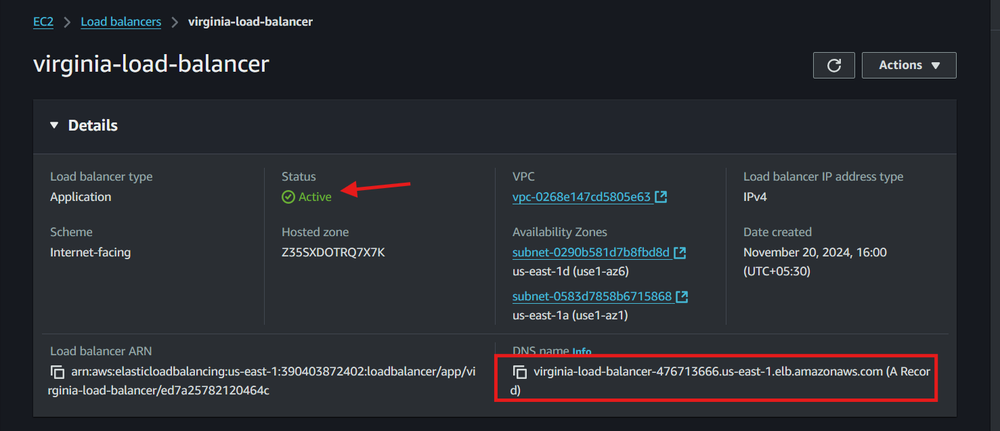 EC2 > Load balancers > virginia-load-balancer
virginia-load-balancer
Actions
Details
Load balancer type
Application
Status
Active
VPC
vpc-0268e147cd5805e63
Load balancer IP address type
IPv4
Scheme
Internet-facing
Hosted zone
Z35SXDOTRQ7X7K
Availability Zones
subnet-0290b581d7b8fbd8d
us-east-1d (use1-az6)
subnet-0583d7858b6715868
us-east-1a (use1-az1)
Date created
November 20, 2024, 16:00
(UTC+05:30)
Load balancer ARN
arn:aws:elasticloadbalancing:us-east-1:390403872402:loadbalancer/app/vi
rginia-load-balancer/ed7a25782120464c
DNS name Info
virginia-load-balancer-476713666.us-east-1.elb.amazonaws.com (A Recor
d)